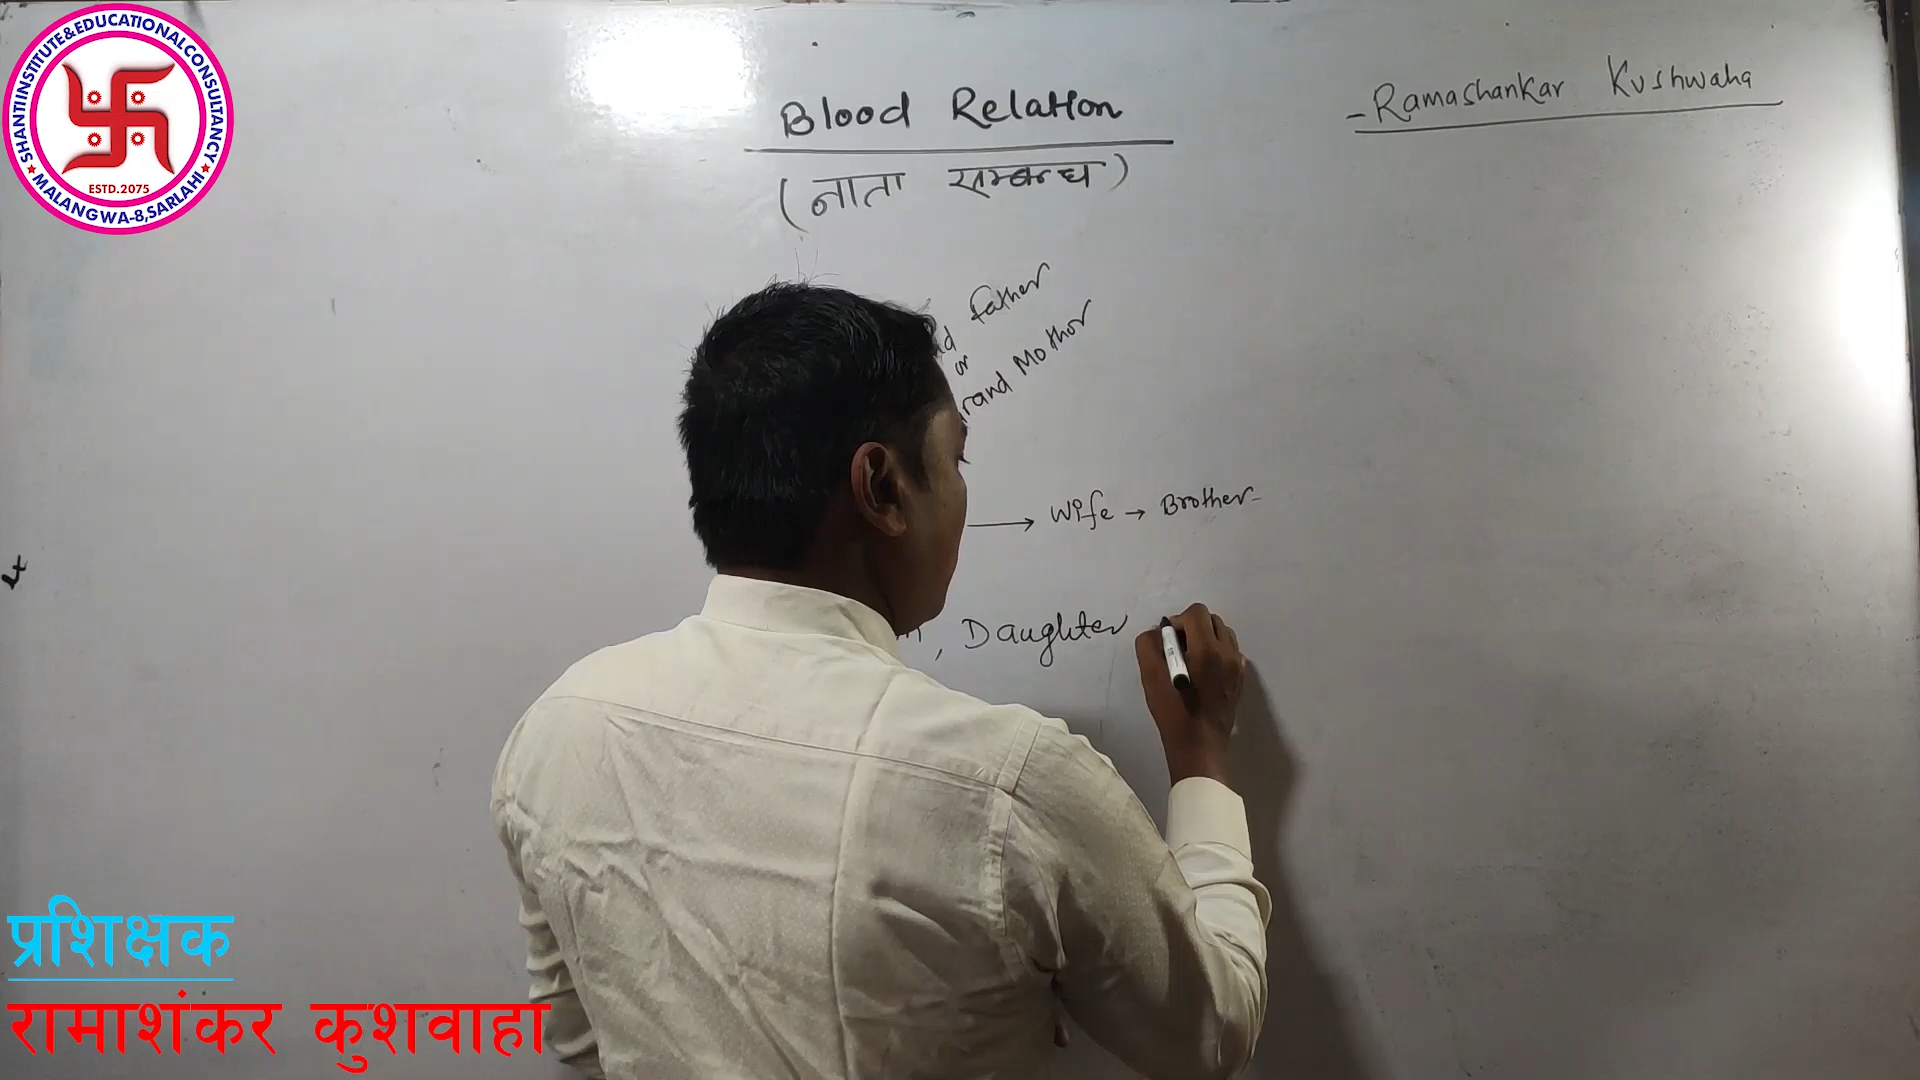 SHANTI INSTITUTE & EDUCATIONAL CONSULTANCY
ESTD.2075
MALANGWA-8, SARLAHI
Blood Relation
- Ramashankar Kushwaha
(नाता सम्बन्ध)
Father
or
Mother
→ Wife → Brother
, Daughter
प्रशिक्षक
रामाशंकर कुशवाहा